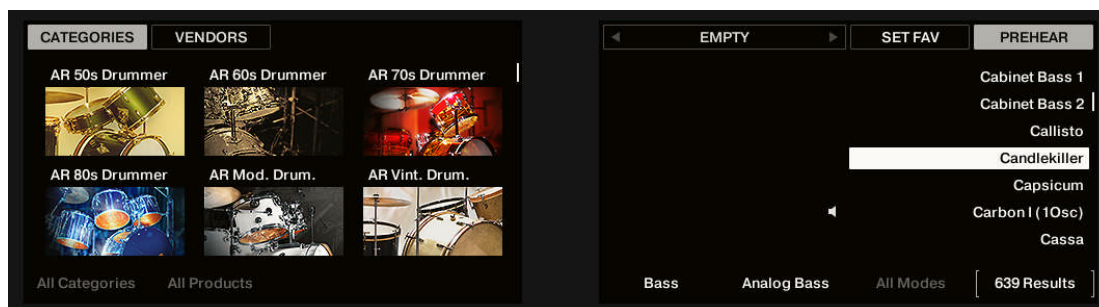 CATEGORIES VENDORS
AR 50s Drummer AR 60s Drummer AR 70s Drummer
AR 80s Drummer AR Mod. Drum. AR Vint. Drum.
All Categories All Products
EMPTY SET FAV PREHEAR
Cabinet Bass 1
Cabinet Bass 2
Callisto
Candlekiller
Capsicum
Carbon I (1Osc)
Cassa
Bass Analog Bass All Modes 639 Results